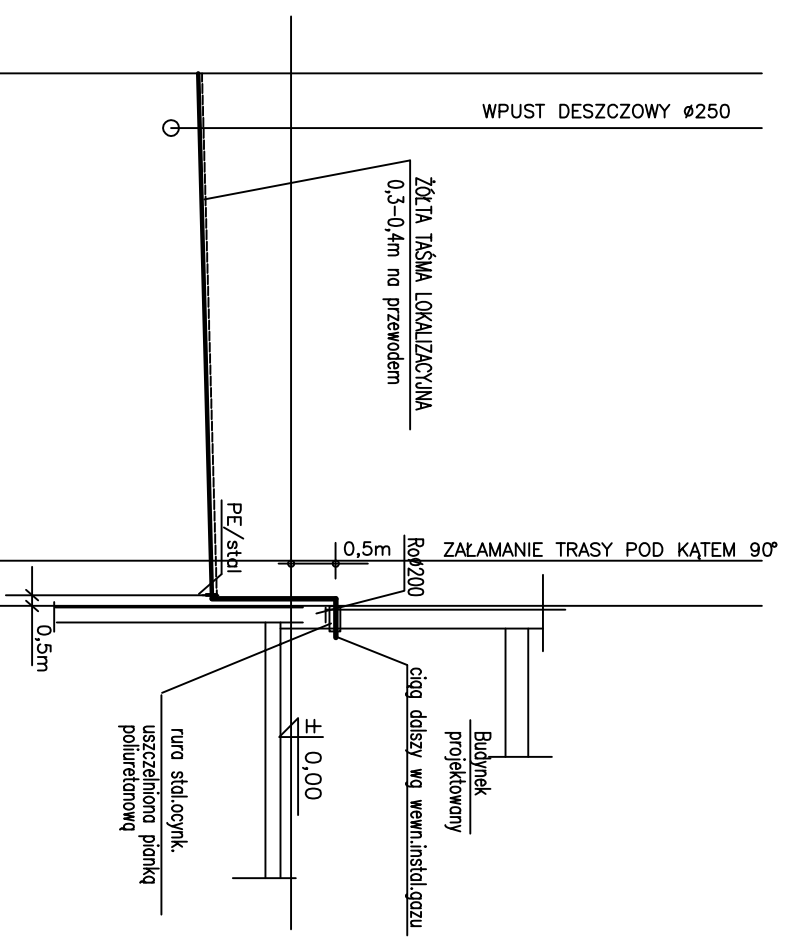 WPUST DESZCZOWY ø250
ŻÓŁTA TAŚMA LOKALIZACYJNA
0,3-0,4m na przewodem
PE/stal
0,5m
Roø200
ZAŁAMANIE TRASY POD KĄTEM 90°
0,5m
rura stal.ocynk.
uszczelniona pianką
poliuretanową
± 0,00
ciąg dalszy wg wewn.instal.gazu
Budynek
projektowany